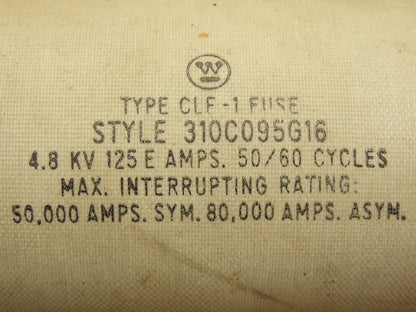 W
TYPE CLF-1 FUSE
STYLE 310C095G16
4.8 KV 125 E AMPS. 50/60 CYCLES
MAX. INTERRUPTING RATING:
50,000 AMPS. SYM. 80,000 AMPS. ASYM.